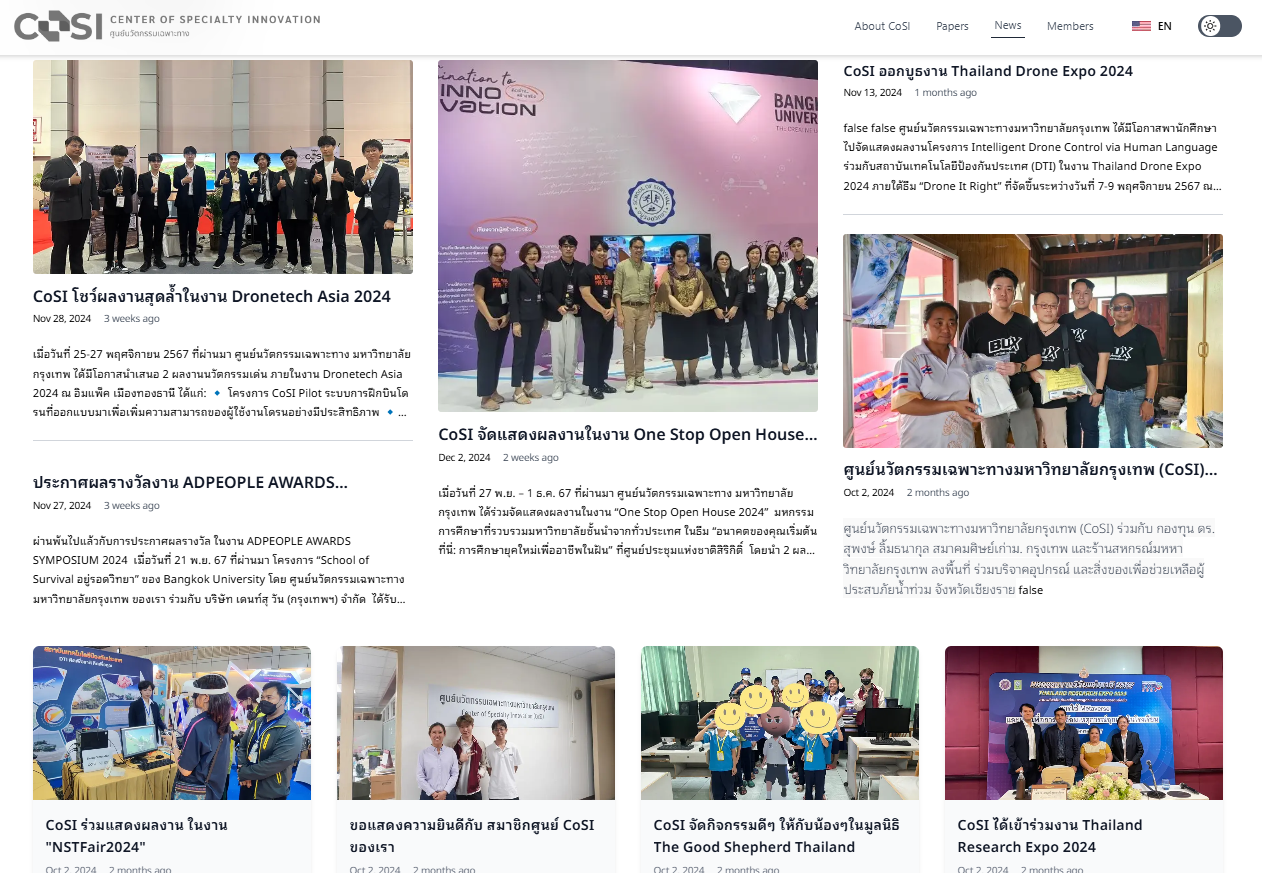 COSI CENTER OF SPECIALTY INNOVATION
ศูนย์นวัตกรรมเฉพาะทาง
About CoSI
Papers
News
Members
EN
CoSI โชว์ผลงานสุดล้ำในงาน Dronetech Asia 2024
Nov 28, 2024 3 weeks ago
เมื่อวันที่ 25-27 พฤศจิกายน 2567 ที่ผ่านมา ศูนย์นวัตกรรมเฉพาะทาง มหาวิทยาลัย
กรุงเทพ ได้มีโอกาสนำเสนอ 2 ผลงานนวัตกรรมเด่น ภายในงาน Dronetech Asia
2024 ณ อิมแพ็ค เมืองทองธานี ได้แก่: 🔹 โครงการ CoSI Pilot ระบบการฝึกบินโด
รนที่ออกแบบมาเพื่อเพิ่มความสามารถของผู้ใช้งานโดรนอย่างมีประสิทธิภาพ 🔹 ...
ประกาศผลรางวัลงาน ADPEOPLE AWARDS...
Nov 27, 2024 3 weeks ago
ผ่านพ้นไปแล้วกับการประกาศผลรางวัล ในงาน ADPEOPLE AWARDS
SYMPOSIUM 2024 เมื่อวันที่ 21 พ.ย. 67 ที่ผ่านมา โครงการ “School of
Survival อยู่รอดวิทยา” ของ Bangkok University โดย ศูนย์นวัตกรรมเฉพาะทาง
มหาวิทยาลัยกรุงเทพ ของเรา ร่วมกับ บริษัท เดนท์สุ วัน (กรุงเทพฯ) จำกัด ได้รับ...
ination to
INNO
vation
BANGK
UNIVER
SCHOOL OF SURVIVAL
CoSI จัดแสดงผลงานในงาน One Stop Open House...
Dec 2, 2024 2 weeks ago
เมื่อวันที่ 27 พ.ย. – 1 ธ.ค. 67 ที่ผ่านมา ศูนย์นวัตกรรมเฉพาะทาง มหาวิทยาลัย
กรุงเทพ ได้ร่วมจัดแสดงผลงานในงาน “One Stop Open House 2024” มหกรรม
การศึกษาที่รวบรวมมหาวิทยาลัยชั้นนำจากทั่วประเทศ ในธีม “อนาคตของคุณเริ่มต้น
ที่นี่: การศึกษายุคใหม่เพื่ออาชีพในฝัน” ที่ศูนย์ประชุมแห่งชาติสิริกิติ์ โดยนำ 2 ผล...
CoSI ออกบูธงาน Thailand Drone Expo 2024
Nov 13, 2024 1 months ago
false false ศูนย์นวัตกรรมเฉพาะทางมหาวิทยาลัยกรุงเทพ ได้มีโอกาสพานักศึกษา
ไปจัดแสดงผลงานโครงการ Intelligent Drone Control via Human Language
ร่วมกับสถาบันเทคโนโลยีป้องกันประเทศ (DTI) ในงาน Thailand Drone Expo
2024 ภายใต้ธีม “Drone It Right” ที่จัดขึ้นระหว่างวันที่ 7-9 พฤศจิกายน 2567 ณ...
BUX
BUX
ศูนย์นวัตกรรมเฉพาะทางมหาวิทยาลัยกรุงเทพ (CoSI)...
Oct 2, 2024 2 months ago
ศูนย์นวัตกรรมเฉพาะทางมหาวิทยาลัยกรุงเทพ (CoSI) ร่วมกับ กองทุน ดร.
สุพงษ์ ลิ้มธนากุล สมาคมศิษย์เก่าม. กรุงเทพ และร้านสหกรณ์มหหา
วิทยาลัยกรุงเทพ ลงพื้นที่ ร่วมบริจาคอุปกรณ์ และสิ่งของเพื่อช่วยเหลือผู้
ประสบภัยน้ำท่วม จังหวัดเชียงราย false
สถาบันเทคโนโลยีป้องกันประเทศ
CoSI ร่วมแสดงผลงาน ในงาน
"NSTFair2024"
Oct 2, 2024 2 months ago
ศูนย์นวัตกรรมเฉพาะทางมหาวิทยาลัยกรุงเทพ
Center of Specialty Innovation (CoSI)
ขอแสดงความยินดีกับ สมาชิกศูนย์ CoSI
ของเรา
Oct 2, 2024 2 months ago
CoSI จัดกิจกรรมดีๆ ให้กับน้องๆในมูลนิธิ
The Good Shepherd Thailand
Oct 2, 2024 2 months ago
CoSI ได้เข้าร่วมงาน Thailand
Research Expo 2024
Oct 2, 2024 2 months ago